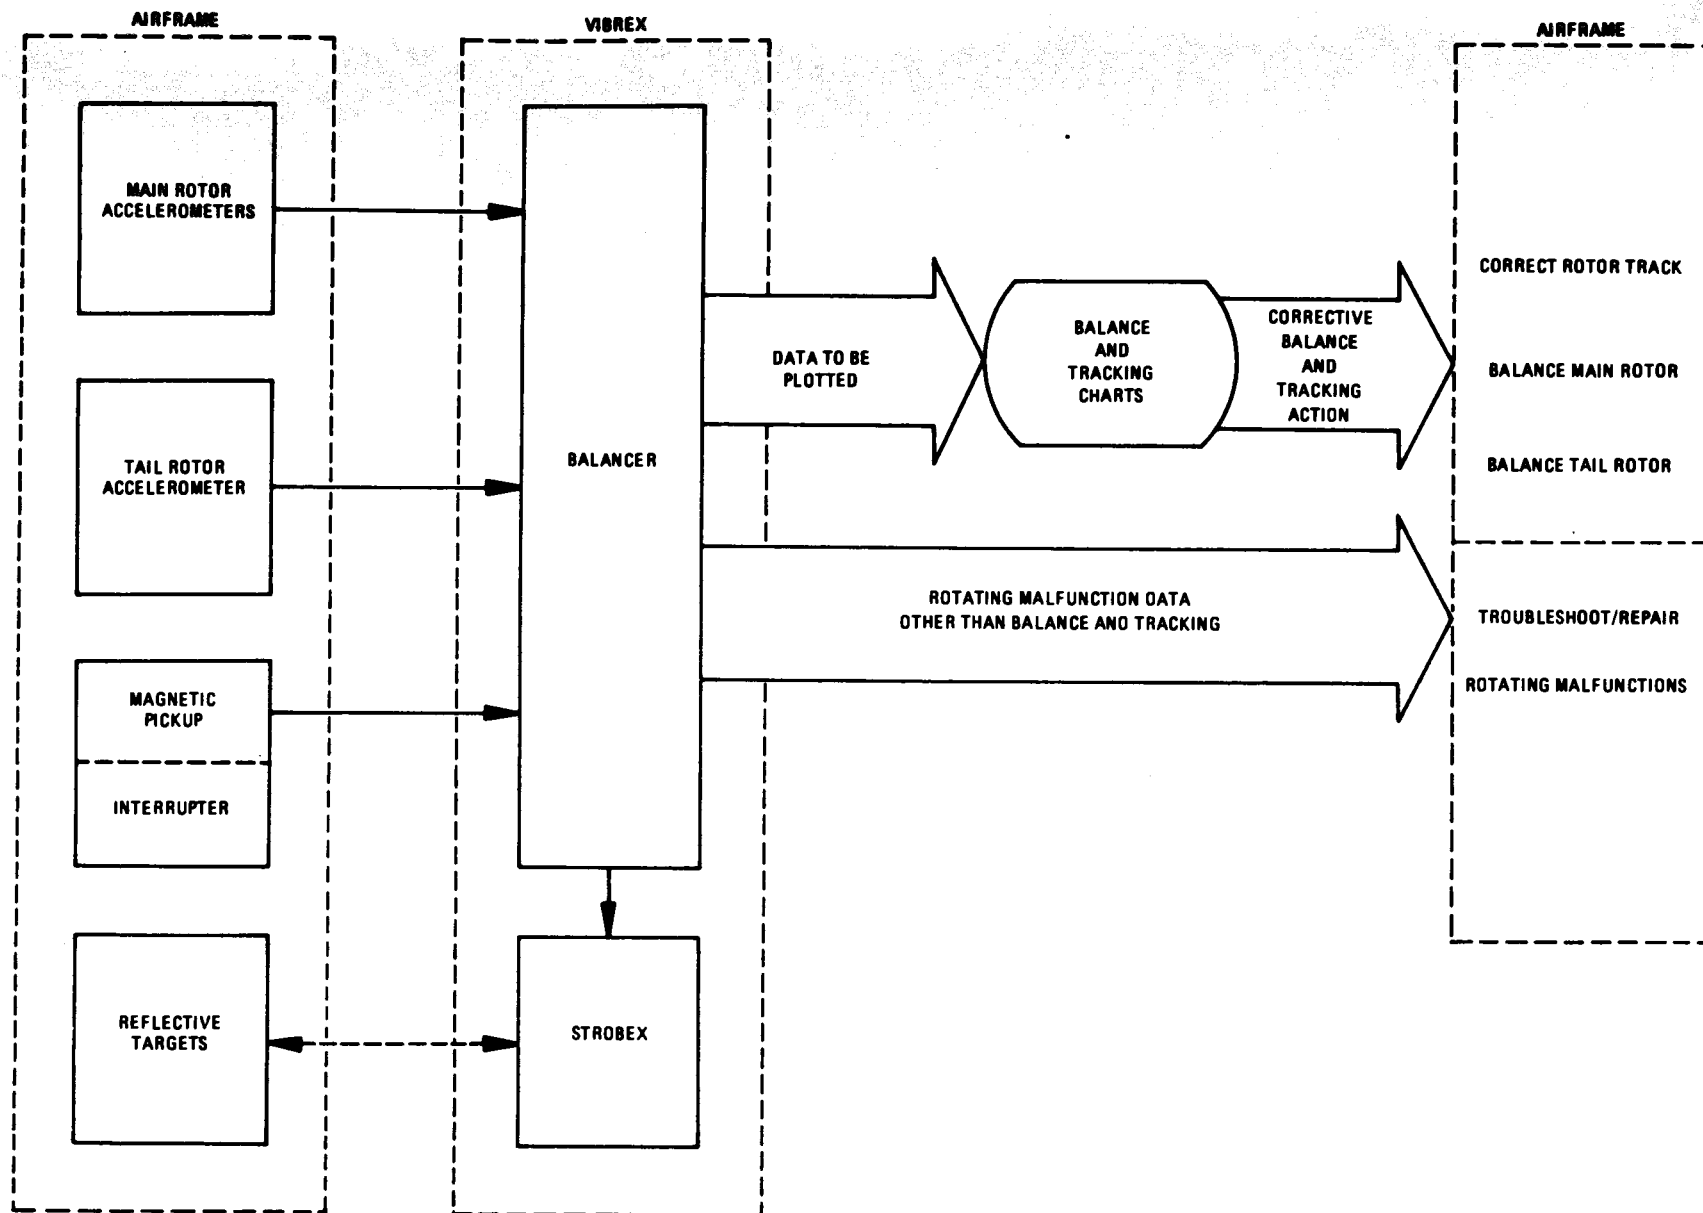 AIRFRAME
VIBREX
AIRFRAME
MAIN ROTOR
ACCELEROMETERS
TAIL ROTOR
ACCELEROMETER
MAGNETIC
PICKUP
INTERRUPTER
REFLECTIVE
TARGETS
BALANCER
STROBEX
DATA TO BE
PLOTTED
BALANCE
AND
TRACKING
CHARTS
CORRECTIVE
BALANCE
AND
TRACKING
ACTION
ROTATING MALFUNCTION DATA
OTHER THAN BALANCE AND TRACKING
CORRECT ROTOR TRACK
BALANCE MAIN ROTOR
BALANCE TAIL ROTOR
TROUBLESHOOT/REPAIR
ROTATING MALFUNCTIONS